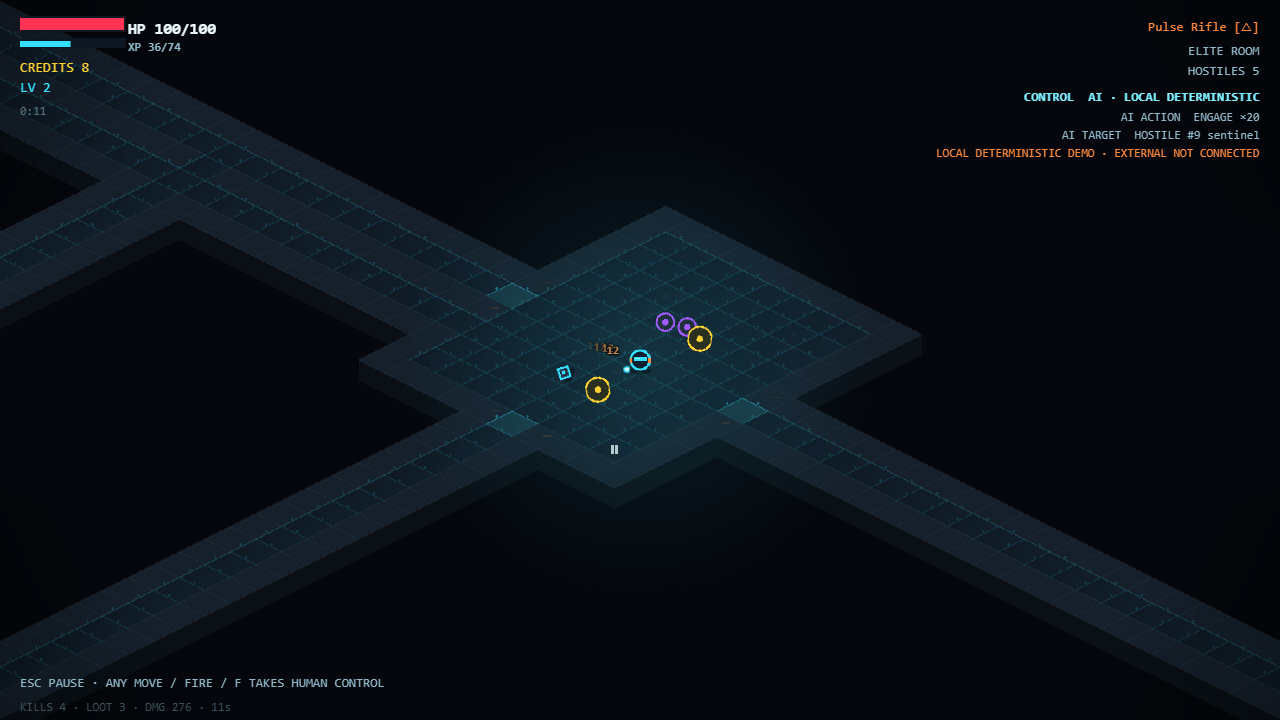 HP 100/100
XP 36/74
CREDITS 8
LV 2
0:11
Pulse Rifle [△]
ELITE ROOM
HOSTILES 5
CONTROL  AI · LOCAL DETERMINISTIC
AI ACTION  ENGAGE ×20
AI TARGET  HOSTILE #9 sentinel
LOCAL DETERMINISTIC DEMO · EXTERNAL NOT CONNECTED
12
ESC PAUSE · ANY MOVE / FIRE / F TAKES HUMAN CONTROL
KILLS 4 · LOOT 3 · DMG 276 · 11s